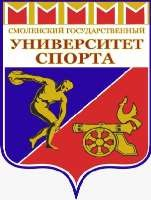 СМОЛЕНСКИЙ ГОСУДАРСТВЕННЫЙ
УНИВЕРСИТЕТ
СПОРТА